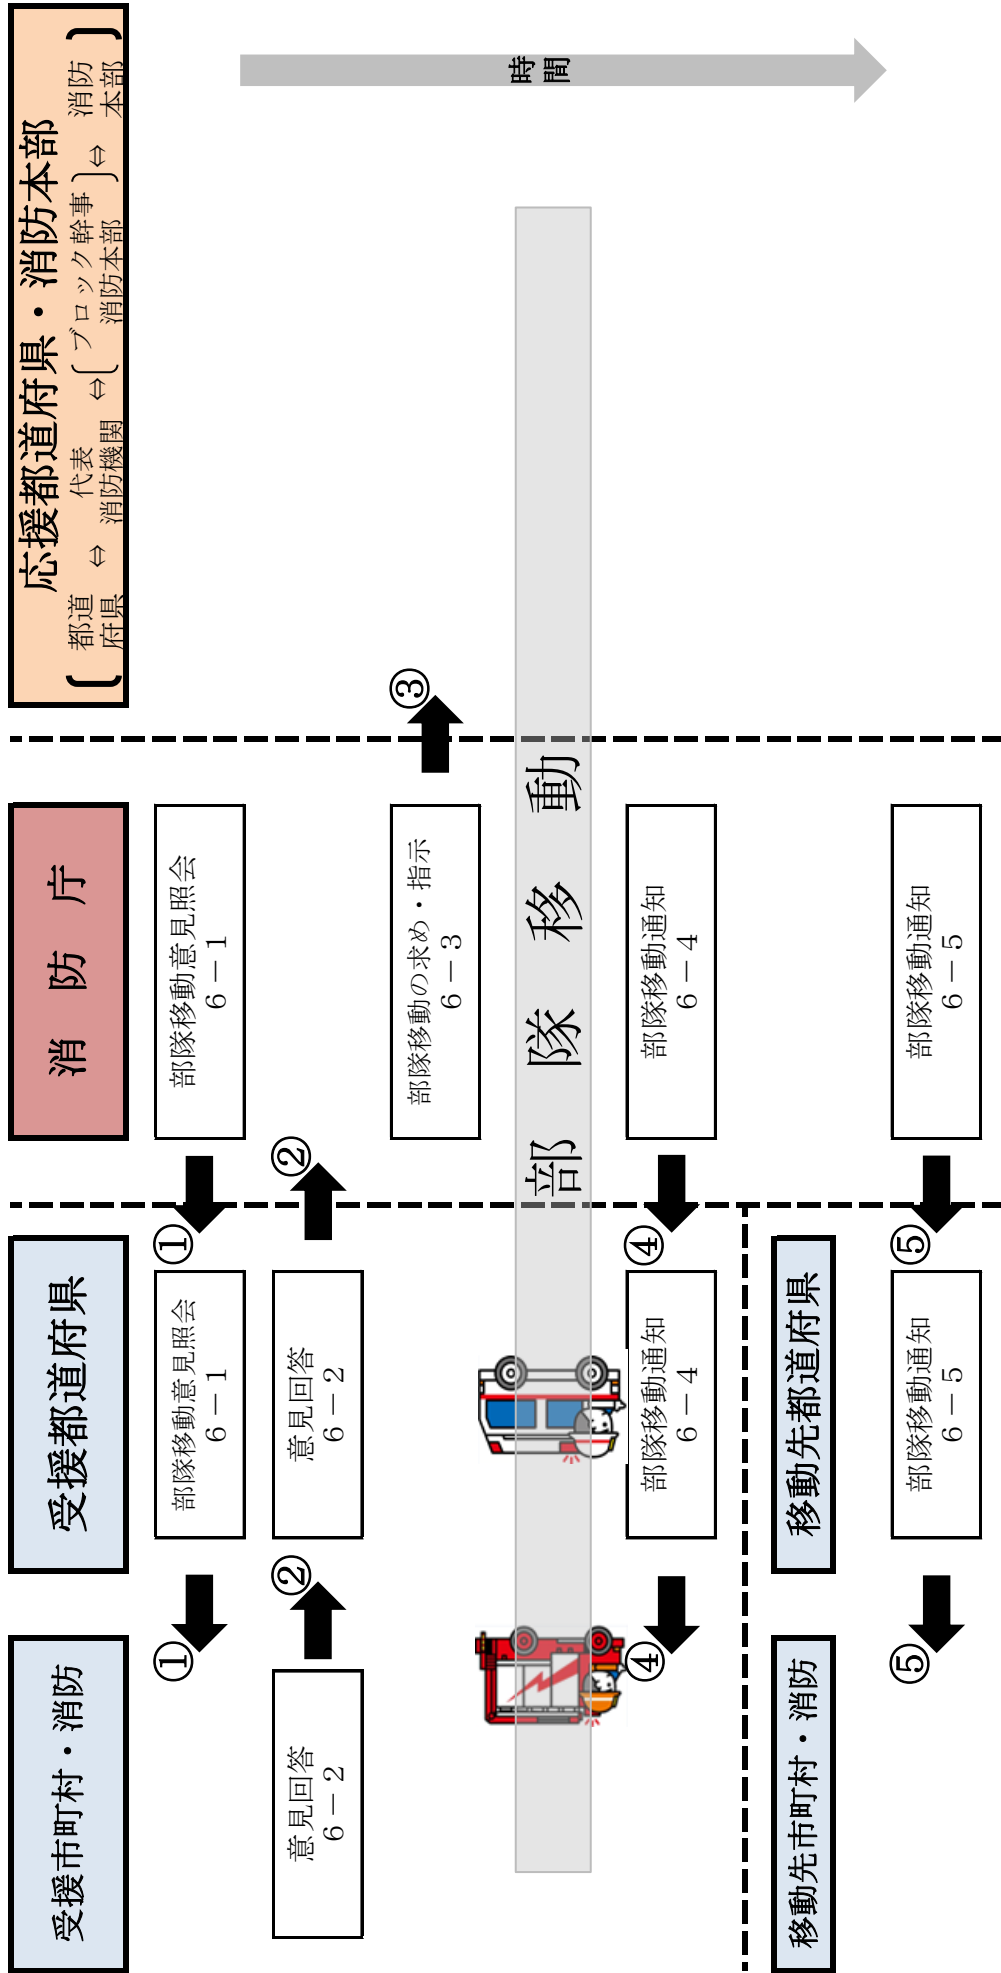 受援市町村・消防
受援都道府県
消　防　庁
応援都道府県・消防本部
都道
府県
⇔
代表
消防機関
⇔
ブロック幹事
消防本部
⇔
消防
本部
時
間
①
部隊移動意見照会
６－１
①
部隊移動意見照会
６－１
意見回答
６－２
②
意見回答
６－２
②
部隊移動の求め・指示
６－３
③
部　隊　移　動
④
部隊移動通知
６－４
④
部隊移動通知
６－４
移動先市町村・消防
移動先都道府県
⑤
部隊移動通知
６－５
⑤
部隊移動通知
６－５